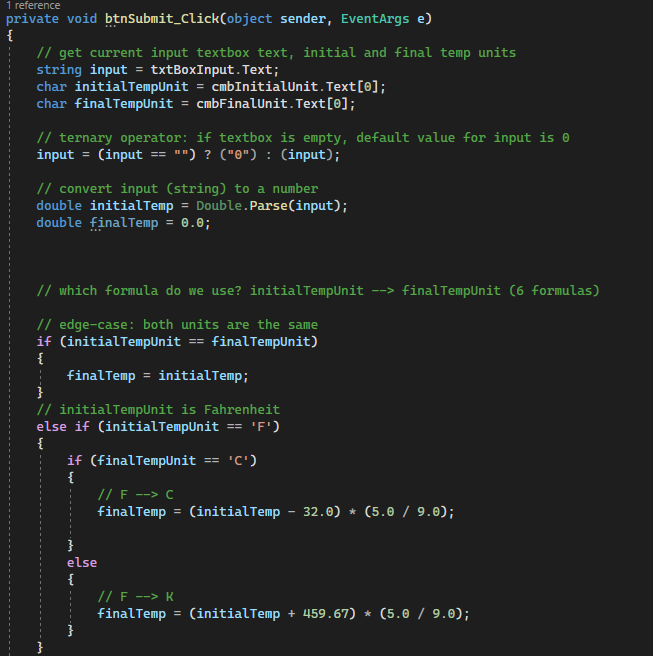 1 reference
private void btnSubmit_Click(object sender, EventArgs e)
{
// get current input textbox text, initial and final temp units
string input = txtBoxInput.Text;
char initialTempUnit = cmbInitialUnit.Text[0];
char finalTempUnit = cmbFinalUnit.Text[0];
// ternary operator: if textbox is empty, default value for input is 0
input = (input == "") ? ("0") : (input);
// convert input (string) to a number
double initialTemp = Double.Parse(input);
double finalTemp = 0.0;
// which formula do we use? initialTempUnit --> finalTempUnit (6 formulas)
// edge-case: both units are the same
if (initialTempUnit == finalTempUnit)
{
finalTemp = initialTemp;
}
// initialTempUnit is Fahrenheit
else if (initialTempUnit == 'F')
{
if (finalTempUnit == 'C')
{
// F --> C
finalTemp = (initialTemp - 32.0) * (5.0 / 9.0);
}
else
{
// F --> K
finalTemp = (initialTemp + 459.67) * (5.0 / 9.0);
}
}